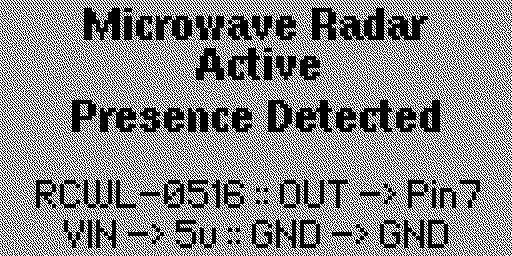 Microwave Radar
Active
Presence Detected
RCWL-0516 :: OUT -> Pin7
VIN -> 5v :: GND -> GND